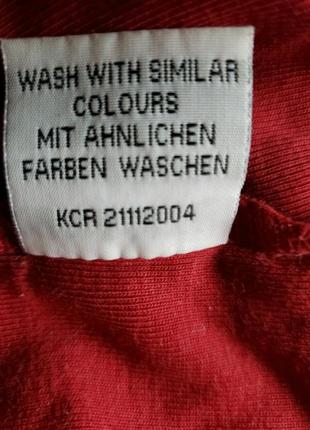 WASH WITH SIMILAR
COLOURS
MIT AHNLICHEN
FARBEN WASCHEN
KCR 21112004